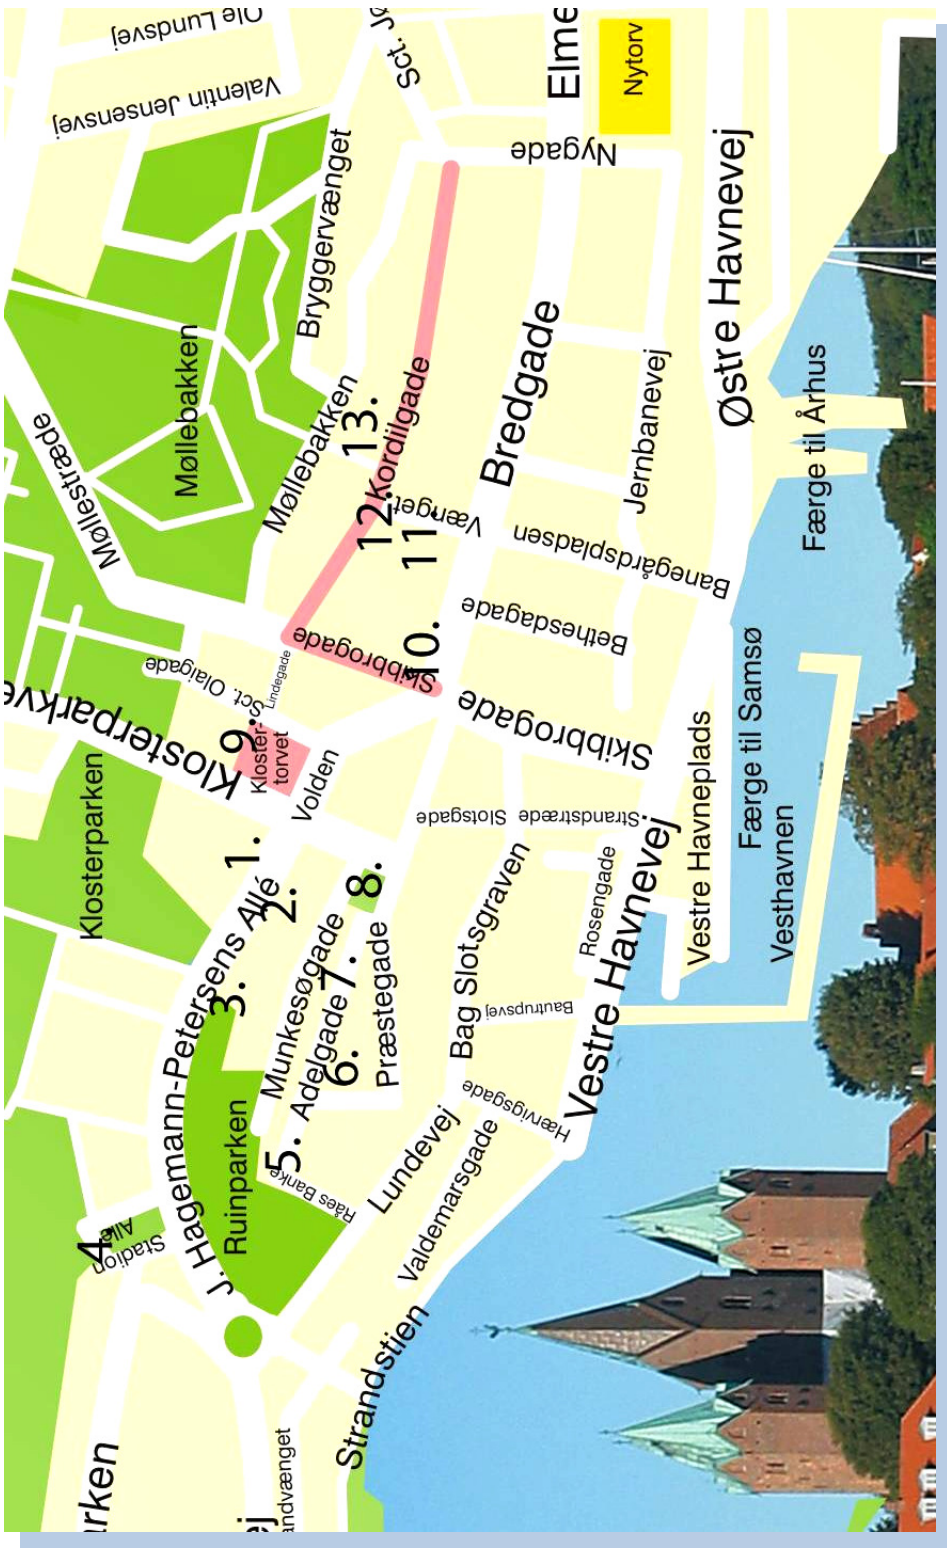 Ole Lundsvej
Valentin Jensensvej
Sct. Jø
Elme
Nytorv
Nygade
Bryggervænget
Østre Havnevej
Møllebakken
Møllestræde
Møllebakken
13.
Kordilgade
Bredgade
Jernbanevej
Færge til Århus
12.
11.
Vænget
Banegårdspladsen
Bethesdagade
10.
Skibbrogade
Skibbrogade
Lindegade
Sct. Olaigade
Klosterparkve
9.
Kloster-
torvet
Volden
Klosterparken
Slotsgade
Strandstræde
Vestre Havneplads
Færge til Samsø
Vesthavnen
1.
2.
3.
J. Hagemann-Petersens Allé
8.
Munkesøgade
7.
Adelgade
6.
Præstegade
Bag Slotsgraven
Rosengade
Vestre Havnevej
Bautrupsvej
Hærvigsgade
5.
Råes Banke
Ruinparken
Lundevej
Valdemarsgade
4.
Stadion
Allé
Strandstien
arken
ej
andvænget